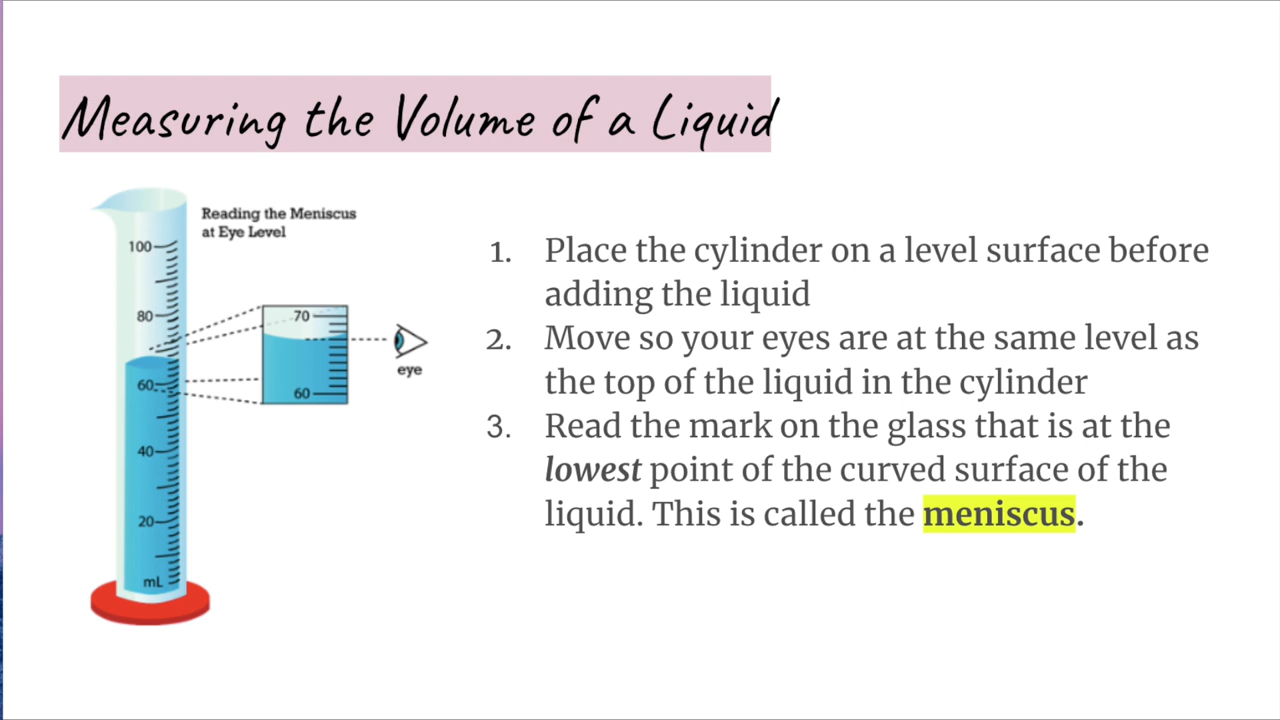 Measuring the Volume of a Liquid
Reading the Meniscus
at Eye Level
100
80
60
40
20
mL
70
60
eye
1. Place the cylinder on a level surface before
adding the liquid
2. Move so your eyes are at the same level as
the top of the liquid in the cylinder
3. Read the mark on the glass that is at the
lowest point of the curved surface of the
liquid. This is called the meniscus.